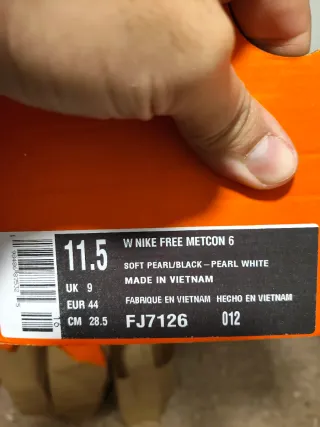 11.5 W NIKE FREE METCON 6
SOFT PEARL/BLACK – PEARL WHITE
UK 9 MADE IN VIETNAM
EUR 44 FABRIQUE EN VIETNAM HECHO EN VIETNAM
CM 28.5 FJ7126 012